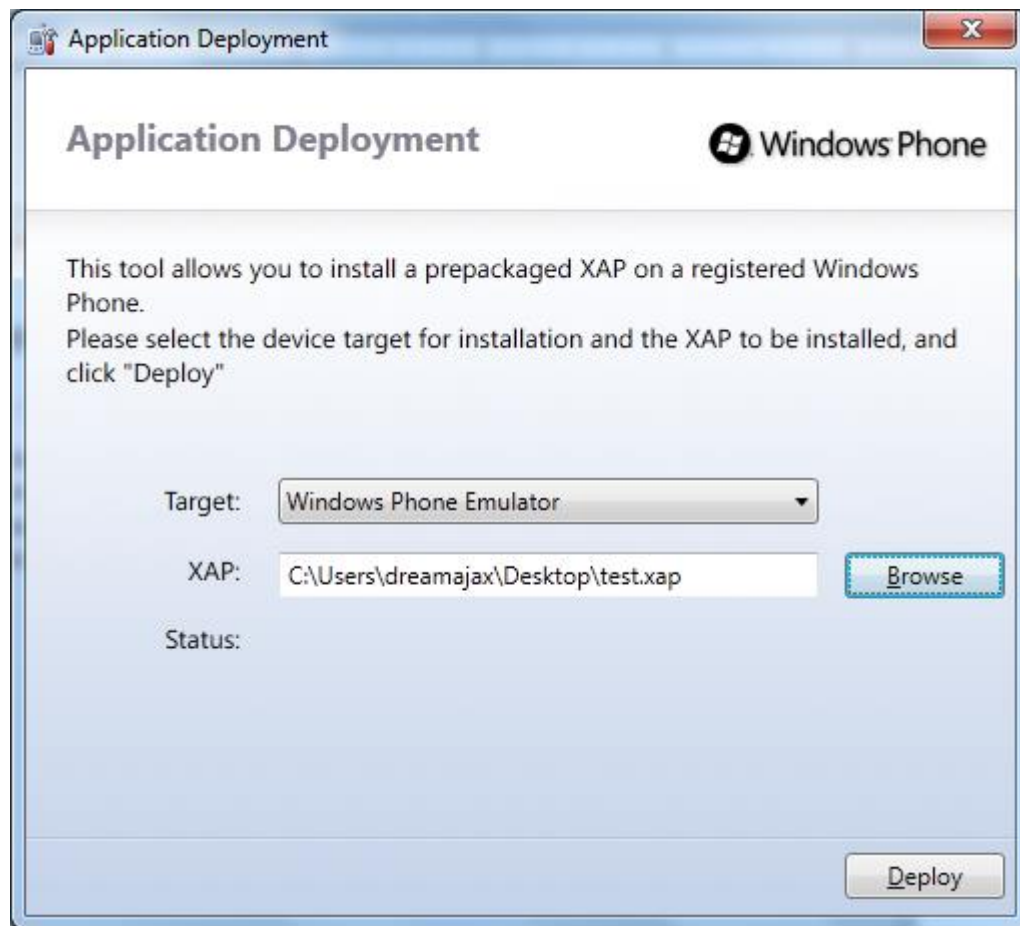 Application Deployment
X
Application Deployment
Windows Phone
This tool allows you to install a prepackaged XAP on a registered Windows
Phone.
Please select the device target for installation and the XAP to be installed, and
click "Deploy"
Target: Windows Phone Emulator
XAP: C:\Users\dreamajax\Desktop\test.xap Browse
Status:
Deploy